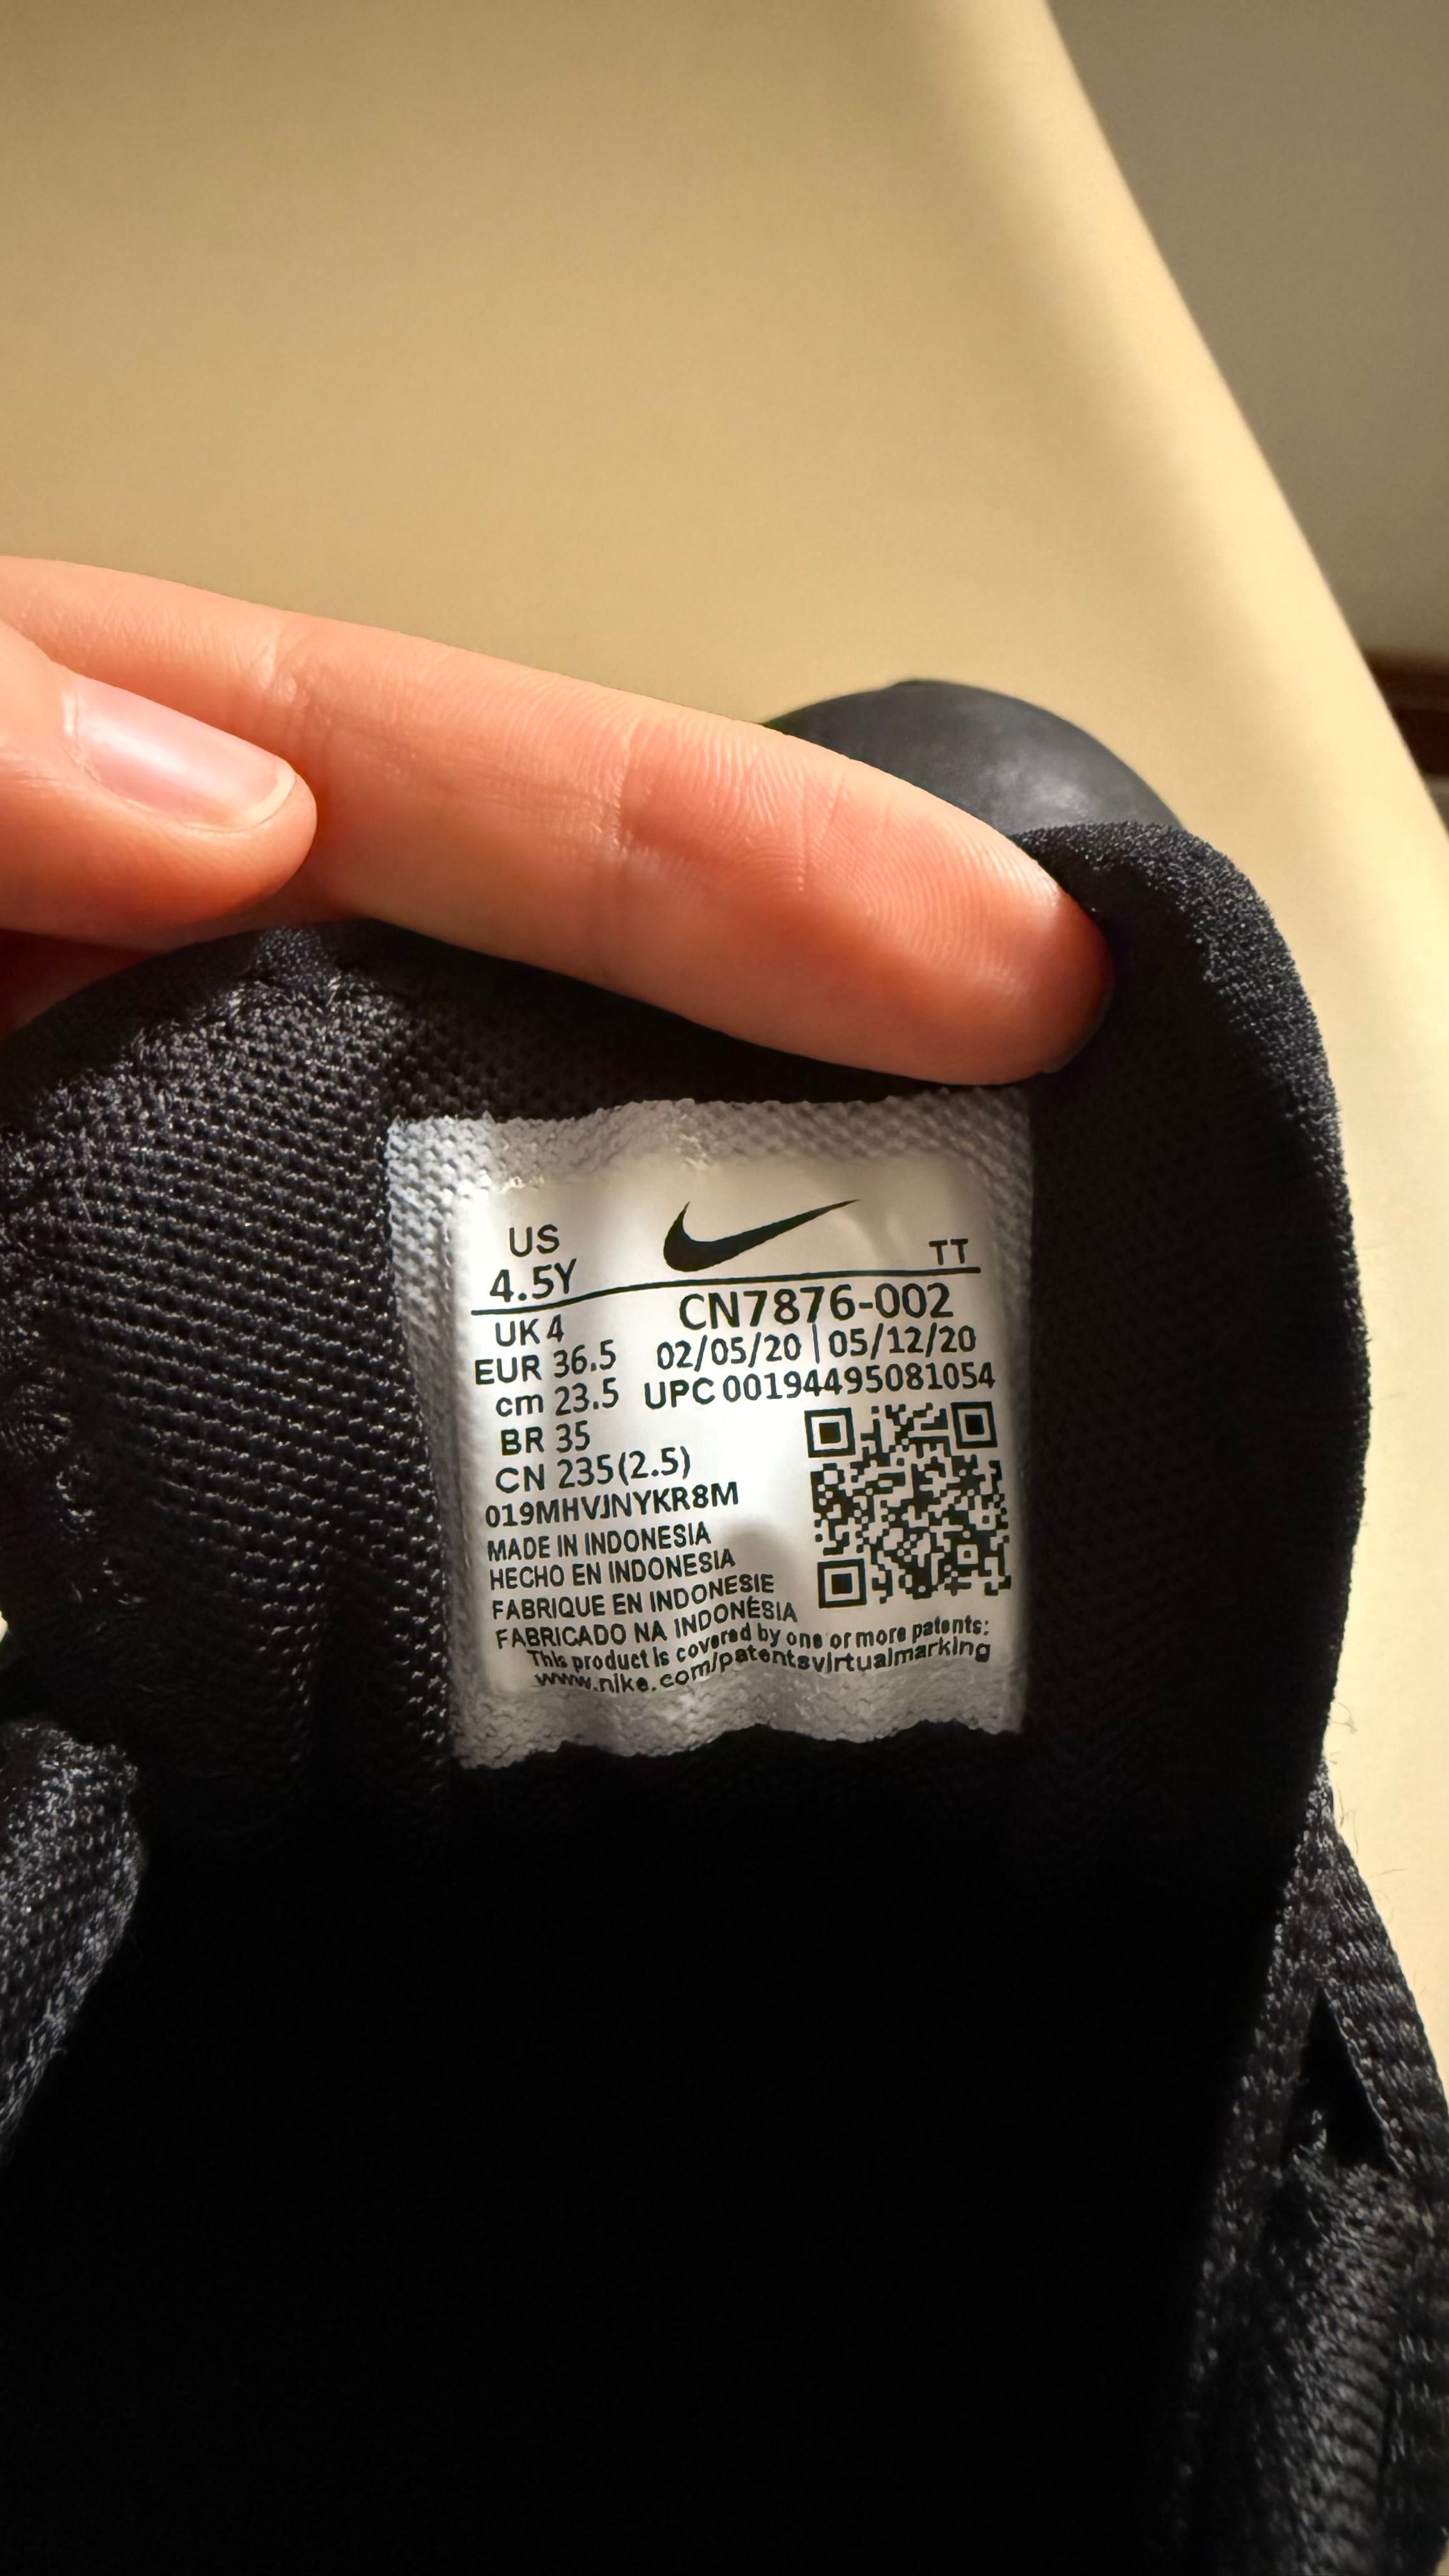 US
4.5Y
TT
UK 4
EUR 36.5
cm 23.5
BR 35
CN 235(2.5)
CN7876-002
02/05/20 | 05/12/20
UPC 00194495081054
019MHVJNYKR8M
MADE IN INDONESIA
HECHO EN INDONESIA
FABRIQUE EN INDONESIE
FABRICADO NA INDONÉSIA
This product is covered by one or more patents:
www.nike.com/patentsvirtualmarking